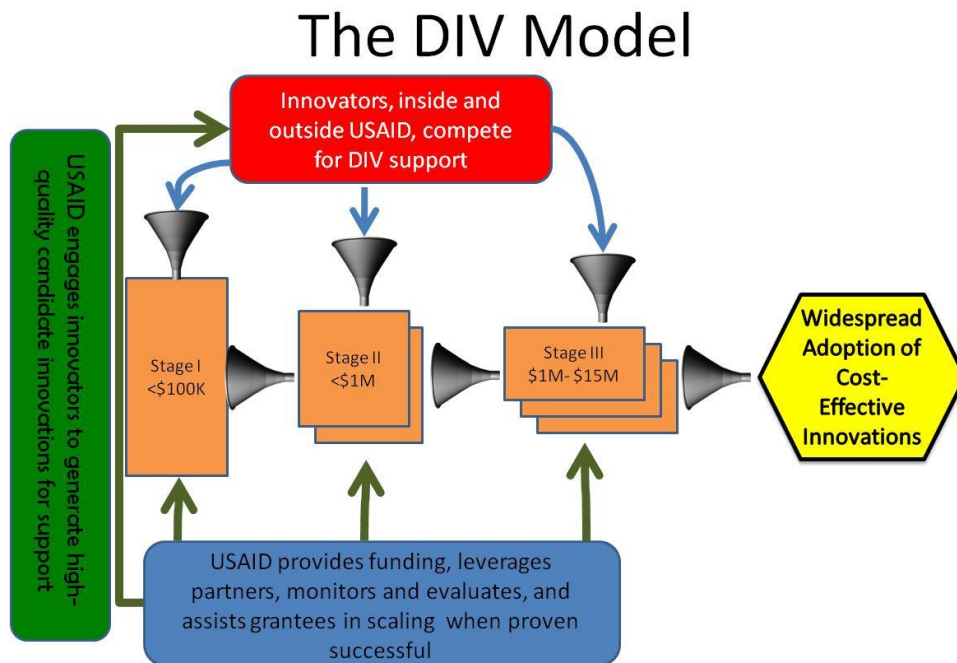 The DIV Model
Innovators, inside and
outside USAID, compete
for DIV support
USAID engages innovators to generate high-
quality candidate innovations for support
Stage I
<$100K
Stage II
<$1M
Stage III
$1M- $15M
Widespread
Adoption of
Cost-
Effective
Innovations
USAID provides funding, leverages
partners, monitors and evaluates, and
assists grantees in scaling  when proven
successful